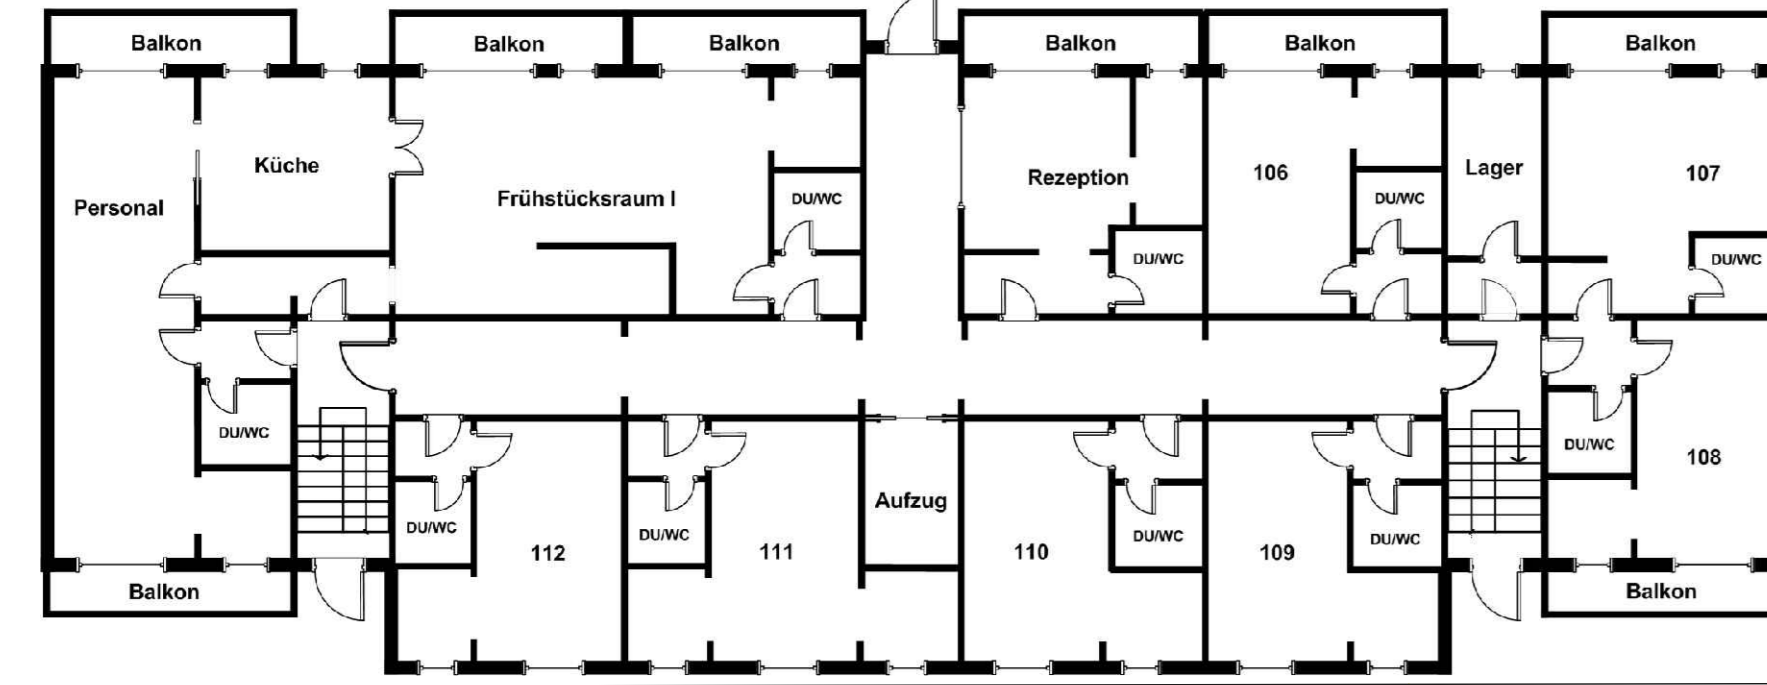 Balkon
Balkon
Balkon
Balkon
Balkon
Balkon
Küche
Personal
Frühstücksraum I
DU/WC
Rezeption
106
DU/WC
Lager
107
DU/WC
DU/WC
DU/WC
DU/WC
112
DU/WC
111
Aufzug
110
DU/WC
109
DU/WC
DU/WC
108
Balkon
Balkon